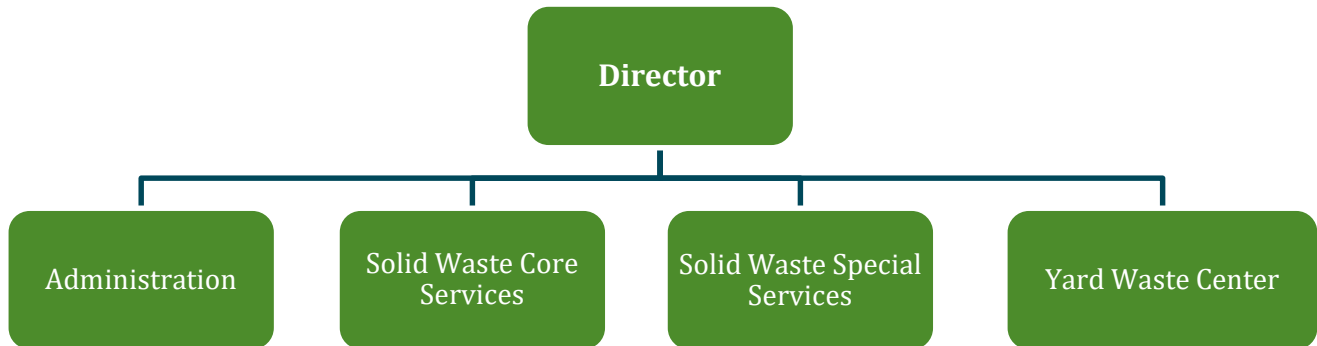 Director
Administration
Solid Waste Core
Services
Solid Waste Special
Services
Yard Waste Center